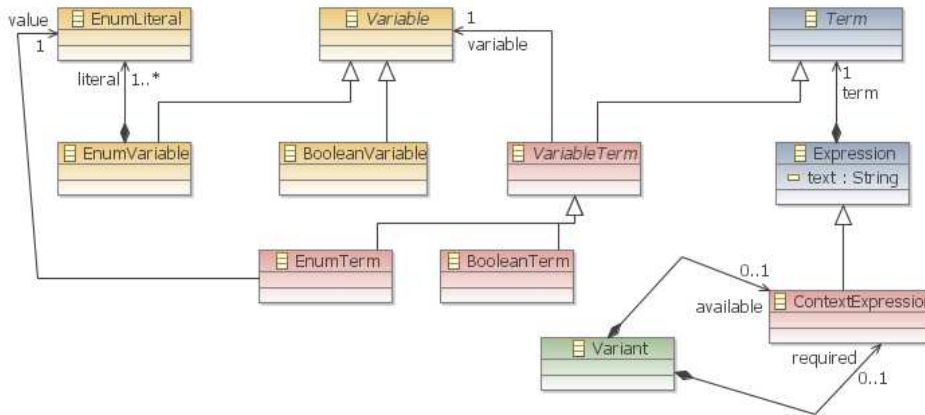 value
1
EnumLiteral
Variable
1
variable
Term
literal
1..*
1
term
EnumVariable
BooleanVariable
VariableTerm
Expression
text : String
EnumTerm
BooleanTerm
0..1
available
ContextExpression
Variant
required
0..1